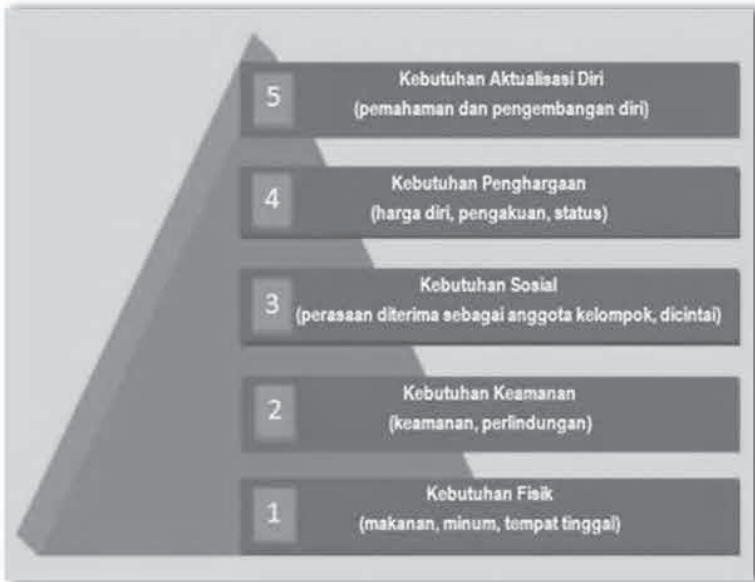 5
Kebutuhan Aktualisasi Diri
(pemahaman dan pengembangan diri)
4
Kebutuhan Penghargaan
(harga diri, pengakuan, status)
3
Kebutuhan Sosial
(perasaan diterima sebagai anggota kelompok, dicintai)
2
Kebutuhan Keamanan
(keamanan, perlindungan)
1
Kebutuhan Fisik
(makanan, minum, tempat tinggal)